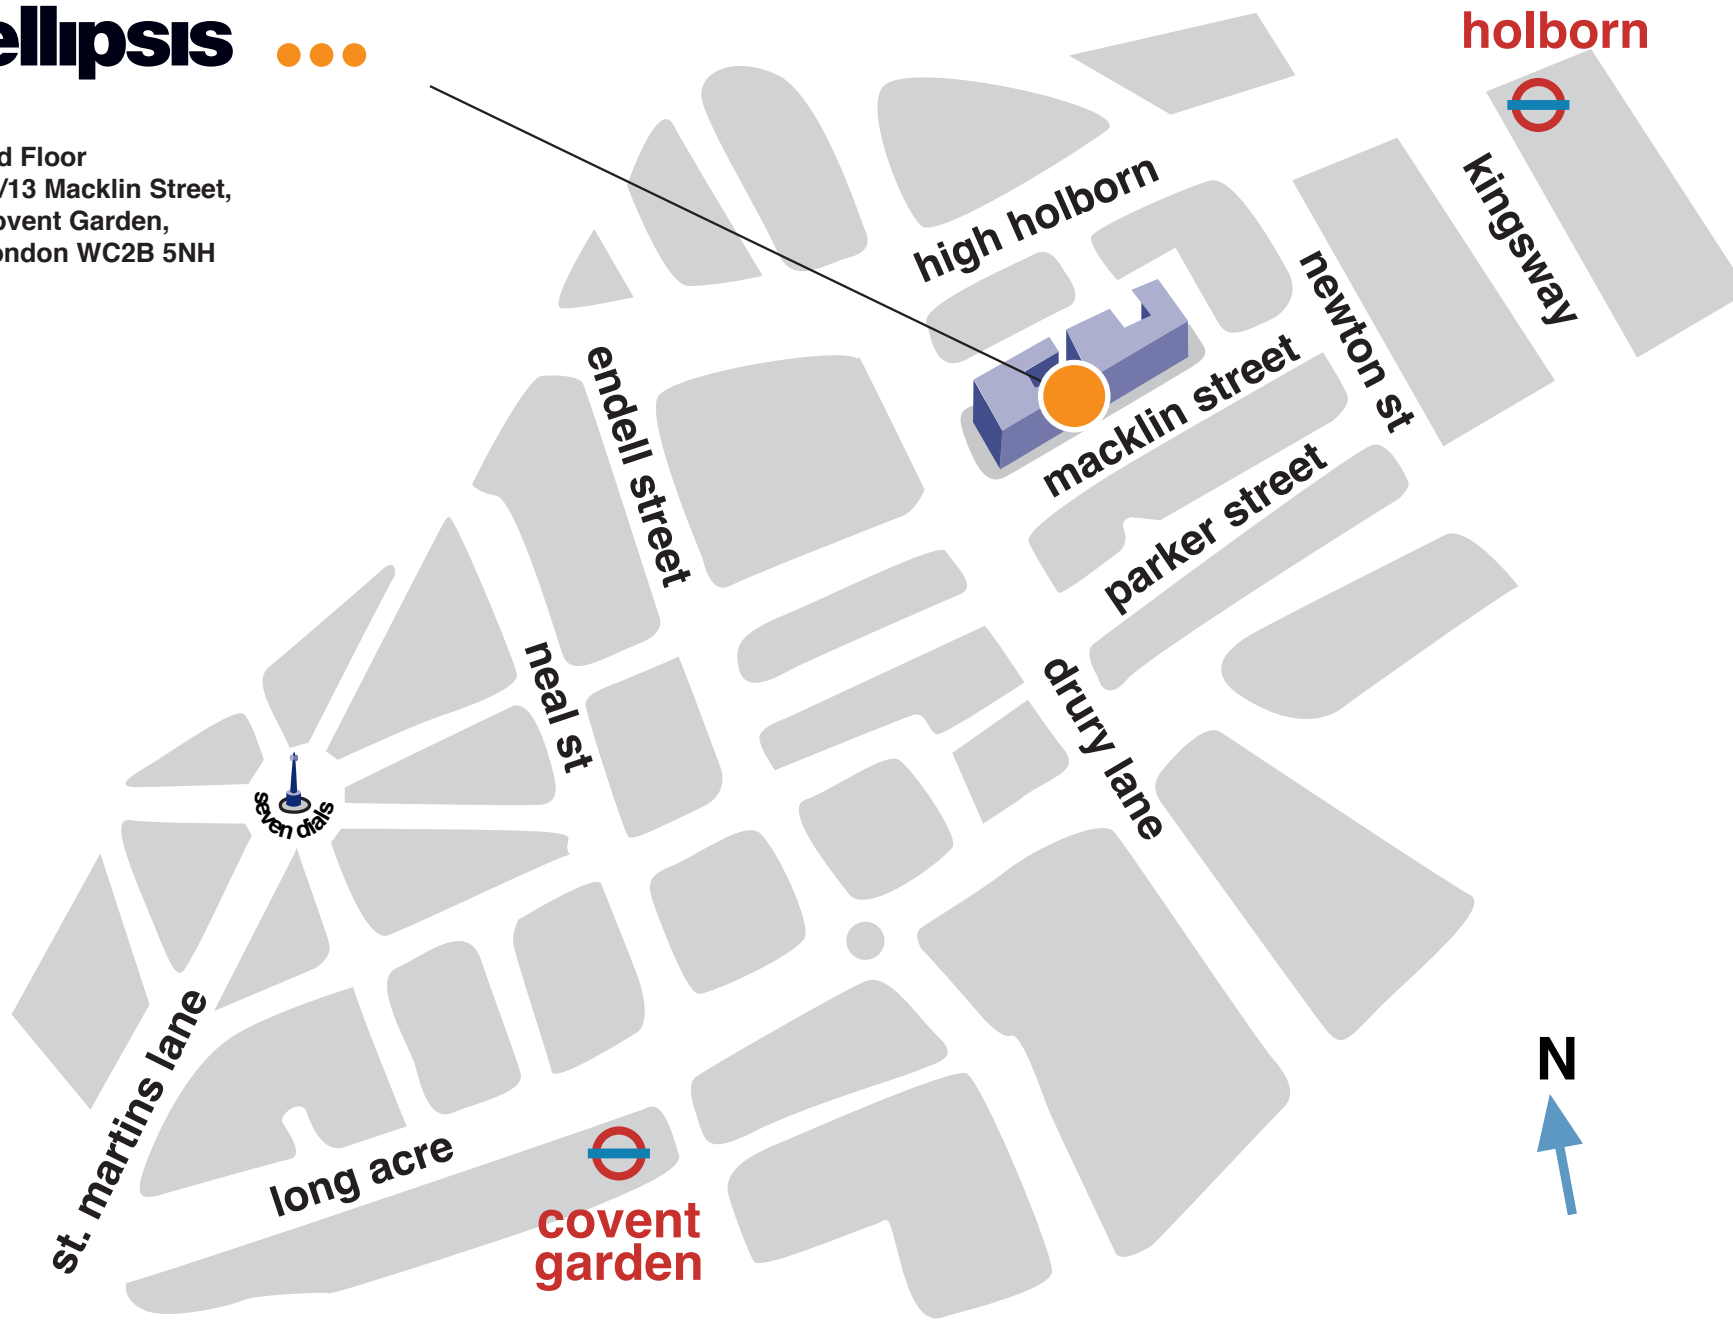 ellipsis
d Floor
/13 Macklin Street,
ovent Garden,
ondon WC2B 5NH
holborn
kingsway
high holborn
newton st
macklin street
parker street
endell street
neal st
drury lane
seven dials
st. martins lane
long acre
covent
garden
N